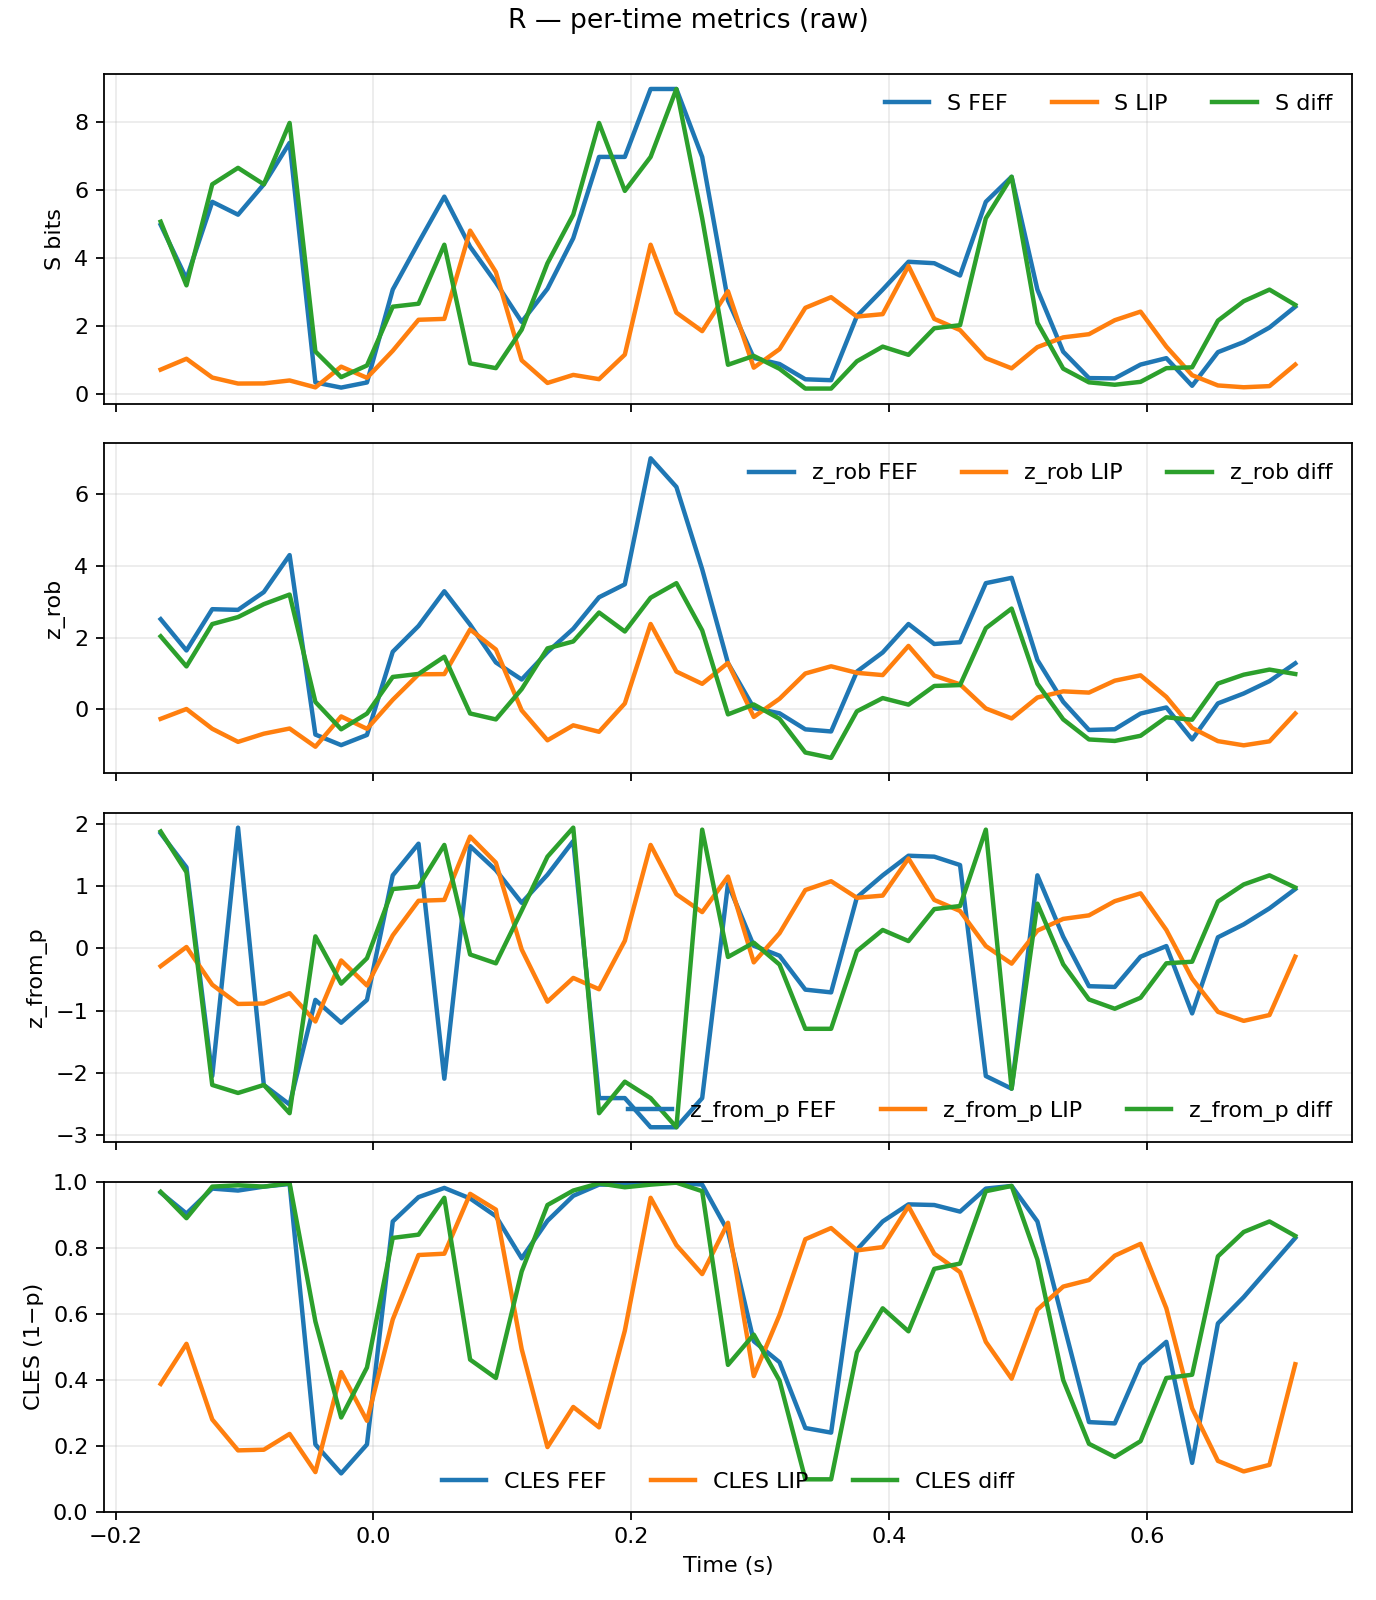 R — per-time metrics (raw)
S FEF S LIP S diff
8
6
4
2
0
S bits
z_rob FEF z_rob LIP z_rob diff
6
4
2
0
z_rob
2
1
0
−1
−2
−3
z_from_p
z_from_p FEF z_from_p LIP z_from_p diff
1.0
0.8
0.6
0.4
0.2
0.0
CLES (1−p)
CLES FEF CLES LIP CLES diff
−0.2 0.0 0.2 0.4 0.6
Time (s)